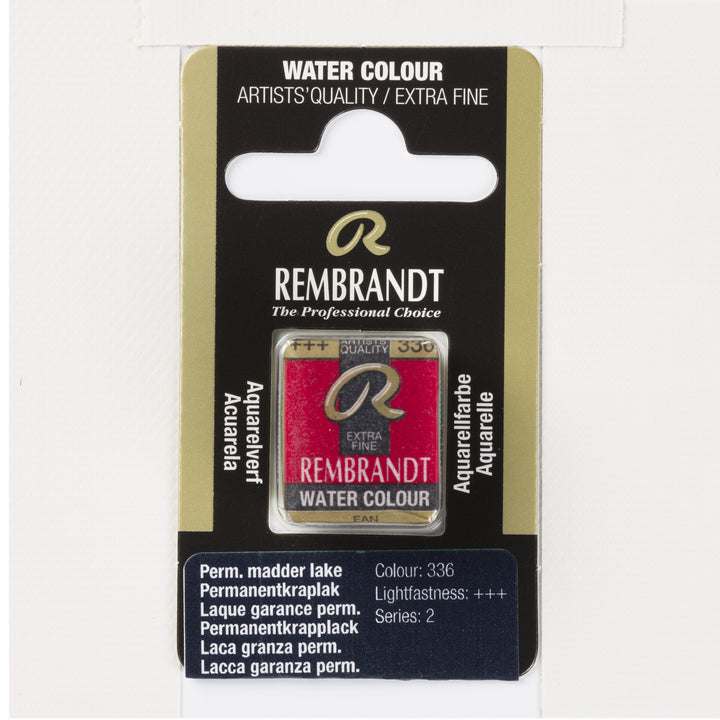 WATER COLOUR
ARTISTS' QUALITY / EXTRA FINE
R
REMBRANDT
The Professional Choice
+++ ARTISTS' QUALITY 336
R
EXTRA
FINE
REMBRANDT
WATER COLOUR
EAN
Aquarelverf
Acuarela
Aquarellfarbe
Aquarelle
Perm. madder lake
Permanentkraplak
Laque garance perm.
Permanentkrapplack
Laca granza perm.
Lacca garanza perm.
Colour: 336
Lightfastness: +++
Series: 2